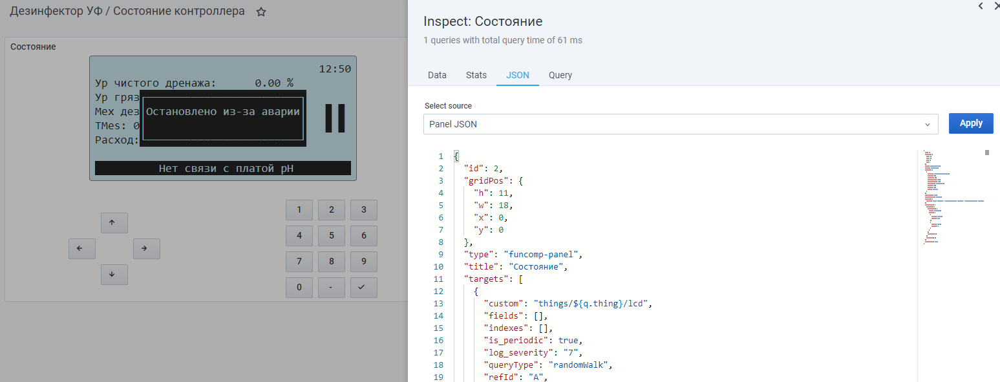 Дезинфектор УФ / Состояние контроллера
Состояние
12:50
Ур чистого дренажа: 0.00 %
Ур гряз
Мех дез
TMes: 0
Расход:
Остановлено из-за аварии
Нет связи с платой pH
1 2 3
4 5 6
7 8 9
0 -
Inspect: Состояние
1 queries with total query time of 61 ms
Data Stats JSON Query
Select source
Panel JSON
Apply
1 {
2 "id": 2,
3 "gridPos": {
4 "h": 11,
5 "w": 18,
6 "x": 0,
7 "y": 0
8 },
9 "type": "funcomp-panel",
10 "title": "Состояние",
11 "targets": [
12 {
13 "custom": "things/${q.thing}/lcd",
14 "fields": [],
15 "indexes": [],
16 "is_periodic": true,
17 "log_severity": "7",
18 "queryType": "randomWalk",
19 "refId": "A",